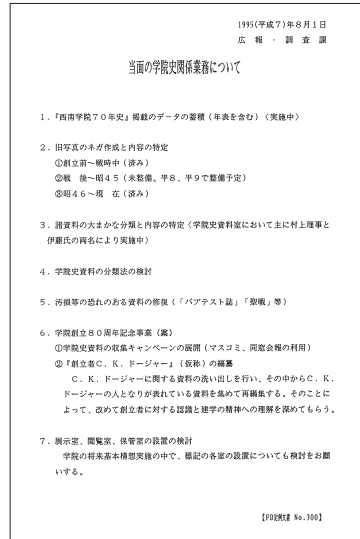 1995(平成7)年8月1日
広報・調査課
当面の学院史関係業務について
1．『西南学院70年史』掲載のデータの蓄積（年表を含む）〈実施中〉
2．旧写真のネガ作成と内容の特定
①創立前～戦時中（済み）
②戦　後～昭45（未整備。平8、平9で整備予定）
③昭46～現　在（済み）
3．諸資料の大まかな分類と内容の特定〈学院史資料室において主に村上理事と
伊藤氏の両名により実施中〉
4．学院史資料の分類法の検討
5．汚損等の恐れのある資料の修復（「バプテスト誌」「聖戦」等）
6．学院創立80周年記念事業（案）
①学院史資料の収集キャンペーンの展開（マスコミ、同窓会報の利用）
②『創立者C．K．ドージャー』（仮称）の編纂
C．K．ドージャーに関する資料の洗い出しを行い、その中からC．K．
ドージャーの人となりが表れている資料を集めて再編集する。そのことに
よって、改めて創立者に対する認識と建学の精神への理解を深めてもらう。
7．展示室、閲覧室、保管室の設置の検討
学院の将来基本構想実施の中で、標記の各室の設置についても検討をお願
いする。
【FD定例文書 No.300】